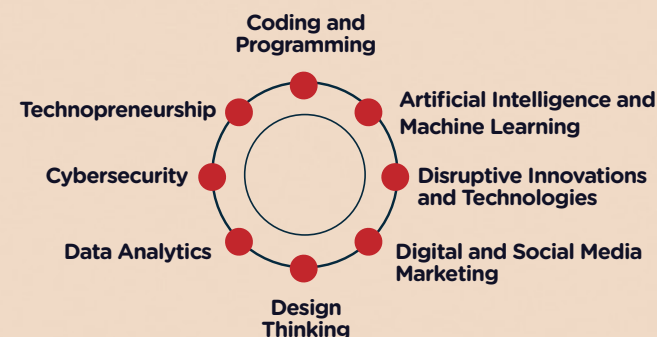 Coding and
Programming
Technopreneurship
Artificial Intelligence and
Machine Learning
Cybersecurity
Disruptive Innovations
and Technologies
Data Analytics
Digital and Social Media
Marketing
Design
Thinking